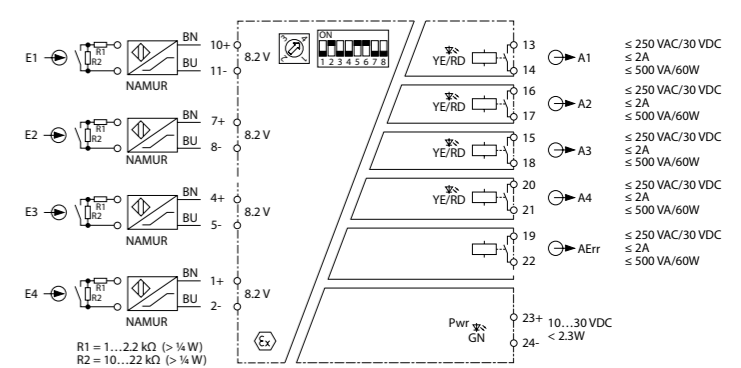 E1
R1
R2
NAMUR
BN 10+
BU 11-
8.2 V
E2
R1
R2
NAMUR
BN 7+
BU 8-
8.2 V
E3
R1
R2
NAMUR
BN 4+
BU 5-
8.2 V
E4
R1
R2
NAMUR
BN 1+
BU 2-
8.2 V
R1 = 1…2.2 kΩ (> ¼ W)
R2 = 10…22 kΩ (> ¼ W)
1 2 3 4
ON
1 2 3 4 5 6 7 8
Ex
YE/RD
13
14
A1
≤ 250 VAC/30 VDC
≤ 2A
≤ 500 VA/60W
YE/RD
16
17
A2
≤ 250 VAC/30 VDC
≤ 2A
≤ 500 VA/60W
YE/RD
15
18
A3
≤ 250 VAC/30 VDC
≤ 2A
≤ 500 VA/60W
YE/RD
20
21
A4
≤ 250 VAC/30 VDC
≤ 2A
≤ 500 VA/60W
19
22
AErr
≤ 250 VAC/30 VDC
≤ 2A
≤ 500 VA/60W
Pwr
GN
23+
24-
10…30 VDC
< 2.3W